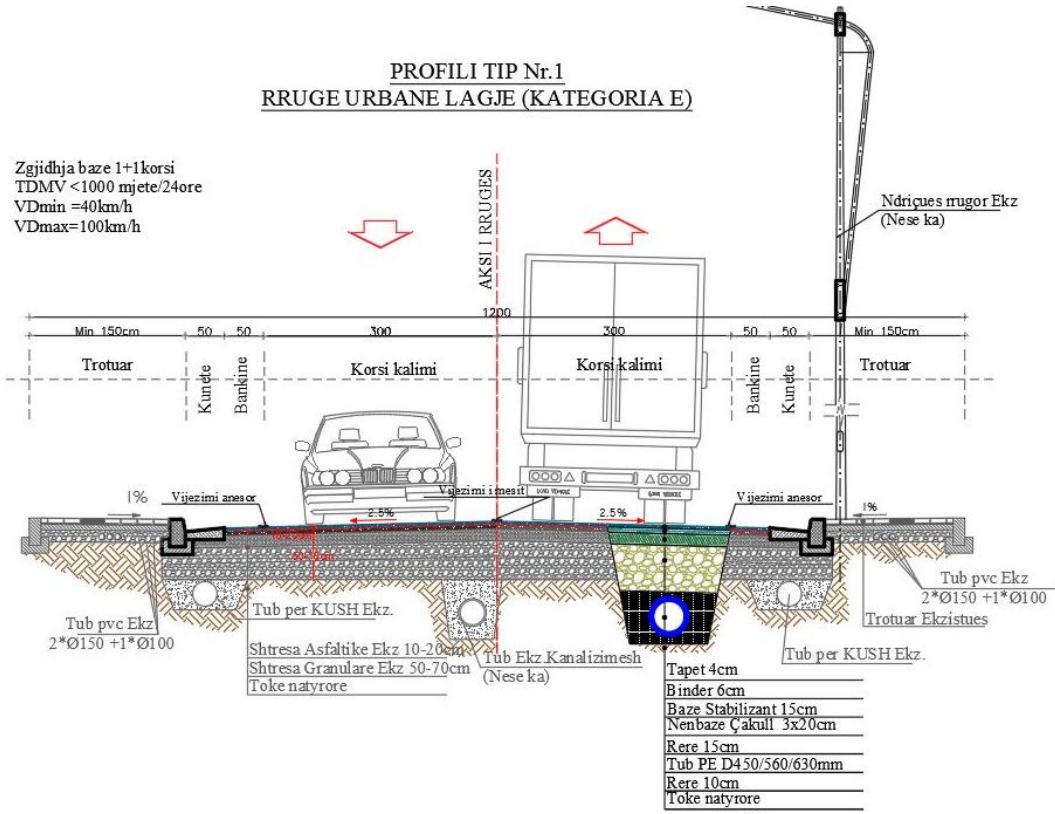 PROFILI TIP Nr.1
RRUGE URBANE LAGJE (KATEGORIA E)
Zgjidhja baze 1+1korsi
TDMV <1000 mjete/24ore
VDmin =40km/h
VDmax=100km/h
AKSI I RRUGES
Ndriçues rrugor Ekz
(Nese ka)
1200
Min 150cm 50 50 300 300 50 50 Min 150cm
Trotuar Kunete Bankine Korsi kalimi Korsi kalimi Bankine Kunete Trotuar
1% Vijezimi anesor 2.5% Vijezimi i mesit 2.5% Vijezimi anesor 1%
Tub pvc Ekz
2*Ø150 +1*Ø100
Tub per KUSH Ekz.
Shtresa Asfaltike Ekz 10-20cm
Shtresa Granulare Ekz 50-70cm
Toke natyrore
Tub Ekz.Kanalizimesh
(Nese ka)
Tub pvc Ekz
2*Ø150 +1*Ø100
Trotuar Ekzistues
Tub per KUSH Ekz.
Tapet 4cm
Binder 6cm
Baze Stabilizant 15cm
Nenbaze Çakull 3x20cm
Rere 15cm
Tub PE D450/560/630mm
Rere 10cm
Toke natyrore